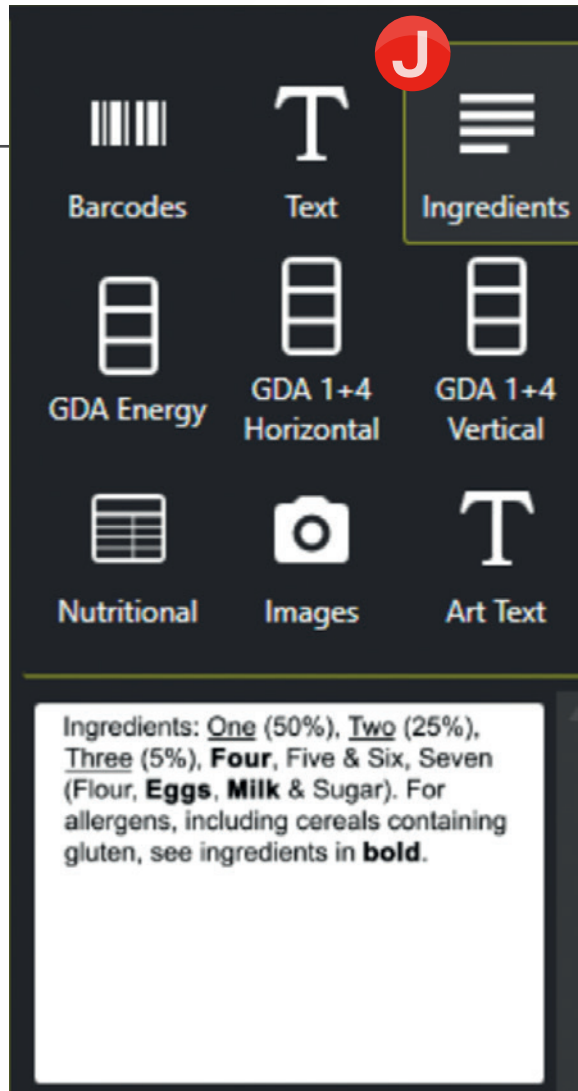 J
Barcodes
Text
Ingredients
GDA Energy
GDA 1+4
Horizontal
GDA 1+4
Vertical
Nutritional
Images
Art Text
Ingredients: One (50%), Two (25%),
Three (5%), Four, Five & Six, Seven
(Flour, Eggs, Milk & Sugar). For
allergens, including cereals containing
gluten, see ingredients in bold.